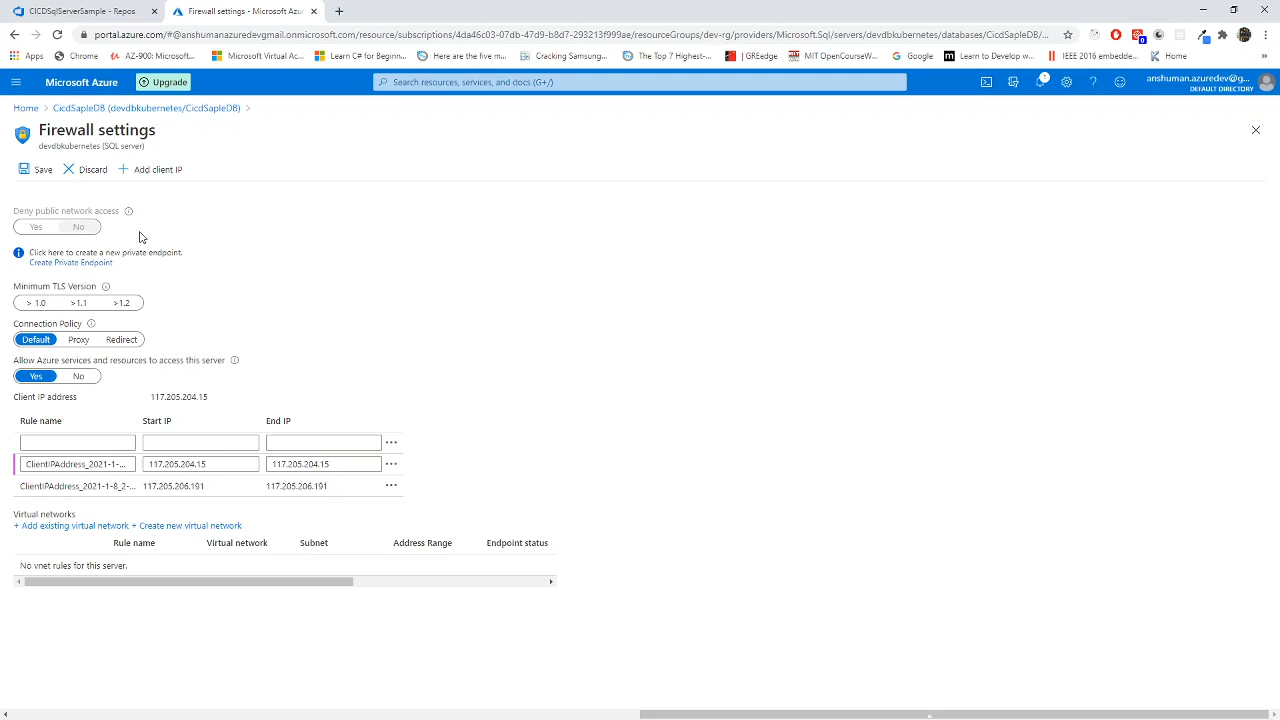 CICDSqlServerSample - Repos
Firewall settings - Microsoft Azu
portal.azure.com/#@anshumanazuredevgmail.onmicrosoft.com/resource/subscriptions/4da46c03-07db-47d9-b8d7-293213f999ae/resourceGroups/dev-rg/providers/Microsoft.Sql/servers/devdbkubernetes/databases/CicdSapleDB/...
Apps
Chrome
AZ-900: Microsoft...
Microsoft Virtual Ac...
Learn C# for Beginn...
Here are the five m...
Cracking Samsung...
The Top 7 Highest-...
| GREedge
MIT OpenCourseW...
Google
Learn to Develop w...
IEEE 2016 embedde...
Home
Microsoft Azure
Upgrade
Search resources, services, and docs (G+/)
1
anshuman.azuredev@g...
DEFAULT DIRECTORY
Home > CicdSapleDB (devdbkubernetes/CicdSapleDB) >
Firewall settings
devdbkubernetes (SQL server)
Save
Discard
Add client IP
Deny public network access
Yes No
Click here to create a new private endpoint.
Create Private Endpoint
Minimum TLS Version
> 1.0 >1.1 >1.2
Connection Policy
Default Proxy Redirect
Allow Azure services and resources to access this server
Yes No
Client IP address 117.205.204.15
Rule name Start IP End IP
ClientIPAddress_2021-1-... 117.205.204.15 117.205.204.15
ClientIPAddress_2021-1-8_2-... 117.205.206.191 117.205.206.191
Virtual networks
+ Add existing virtual network + Create new virtual network
Rule name Virtual network Subnet Address Range Endpoint status
No vnet rules for this server.